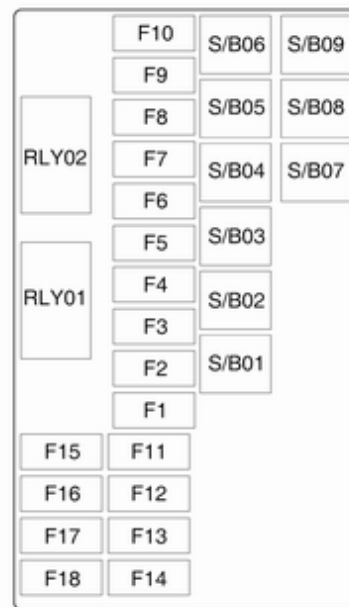 F10 S/B06 S/B09
F9
F8 S/B05 S/B08
RLY02 F7 S/B04 S/B07
F6
F5 S/B03
RLY01 F4
F3 S/B02
F2 S/B01
F1
F15 F11
F16 F12
F17 F13
F18 F14